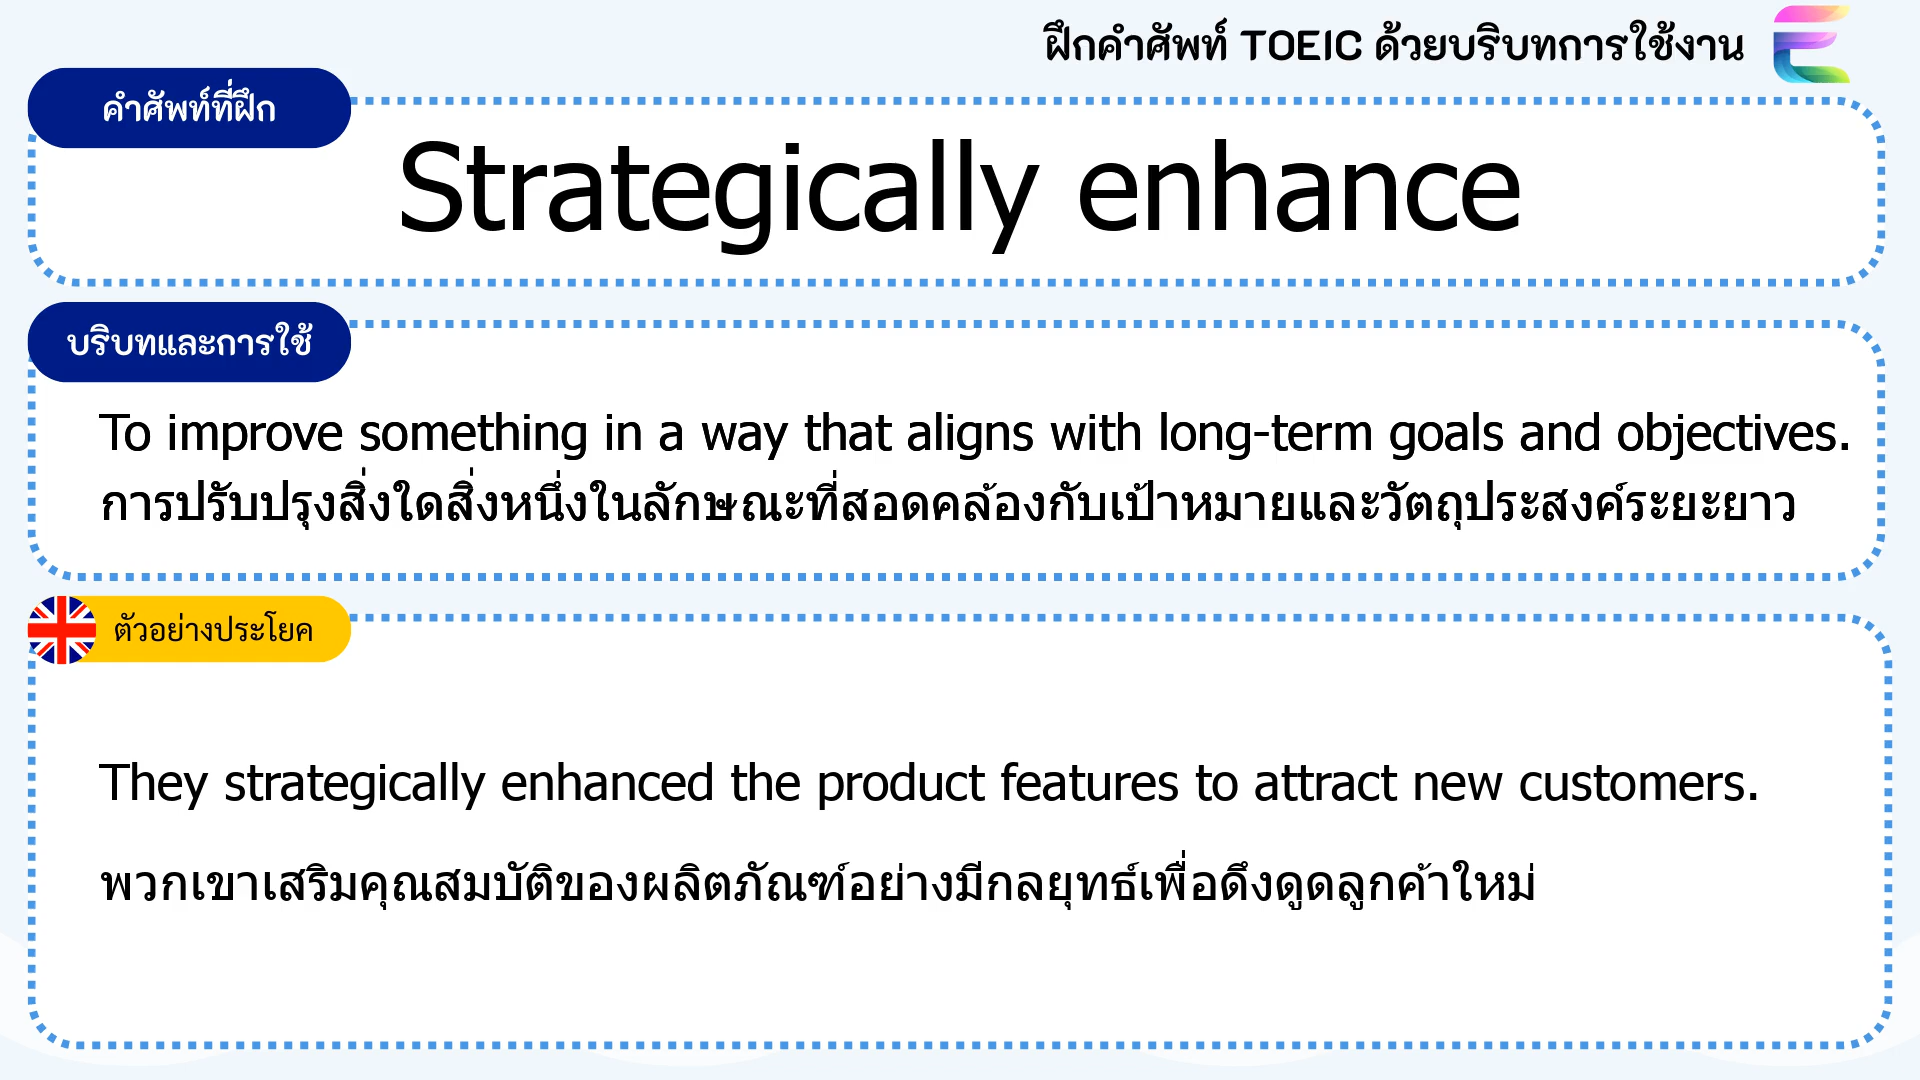 ฝึกคำศัพท์ TOEIC ด้วยบริบทการใช้งาน
คำศัพท์ที่ฝึก
Strategically enhance
บริบทและการใช้
To improve something in a way that aligns with long-term goals and objectives.
การปรับปรุงสิ่งใดสิ่งหนึ่งในลักษณะที่สอดคล้องกับเป้าหมายและวัตถุประสงค์ระยะยาว
ตัวอย่างประโยค
They strategically enhanced the product features to attract new customers.
พวกเขาเสริมคุณสมบัติของผลิตภัณฑ์อย่างมีกลยุทธ์เพื่อดึงดูดลูกค้าใหม่